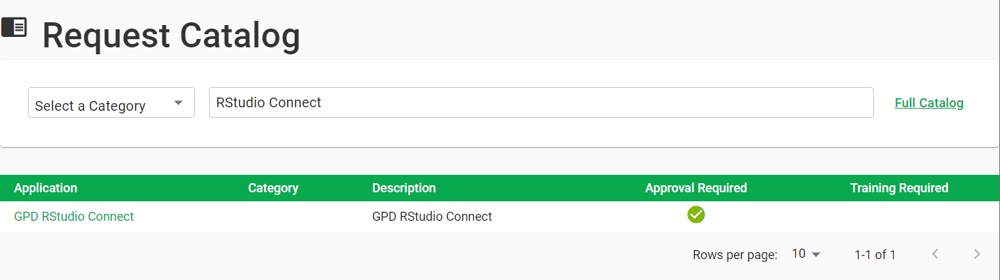 Request Catalog
Select a Category RStudio Connect Full Catalog
Application Category Description Approval Required Training Required
GPD RStudio Connect GPD RStudio Connect
Rows per page: 10 1-1 of 1